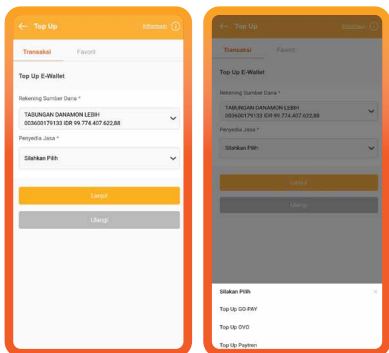 ← Top Up
Informasi
Transaksi Favorit
Top Up E-Wallet
Rekening Sumber Dana *
TABUNGAN DANAMON LEBIH
003600179133 IDR 99.774.407.622,88
Penyedia Jasa *
Silahkan Pilih
Lanjut
Ulangi
← Top Up
Informasi
Transaksi Favorit
Top Up E-Wallet
Rekening Sumber Dana *
TABUNGAN DANAMON LEBIH
003600179133 IDR 99.774.407.622,88
Penyedia Jasa *
Silahkan Pilih
Lanjut
Ulangi
Silakan Pilih
Top Up GO-PAY
Top Up OVO
Top Up Paytren